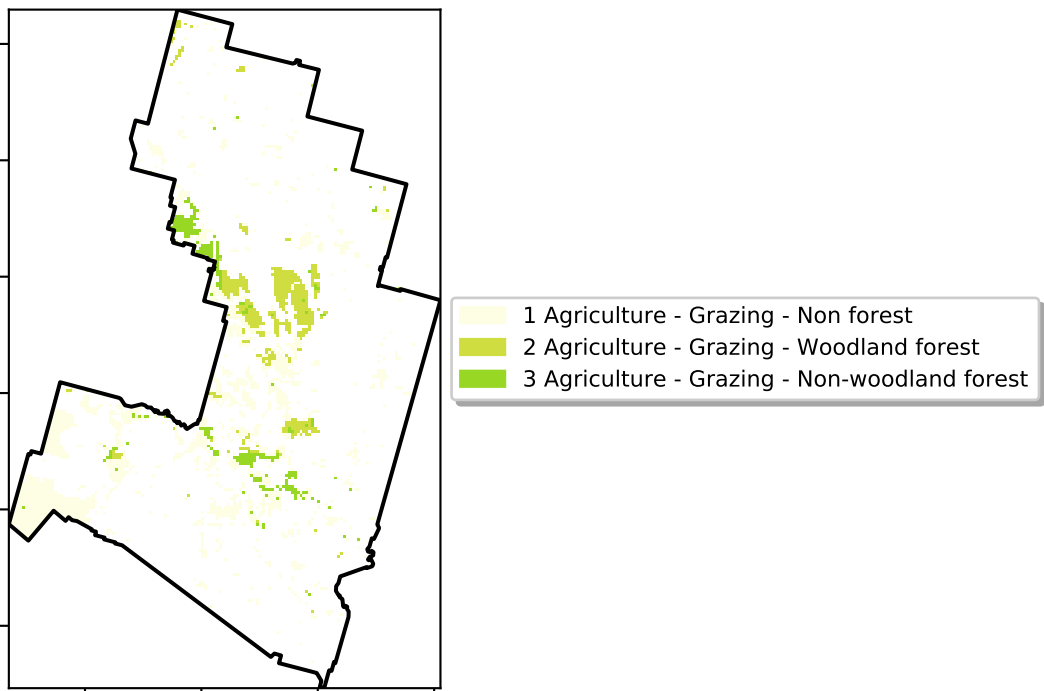 1 Agriculture - Grazing - Non forest
2 Agriculture - Grazing - Woodland forest
3 Agriculture - Grazing - Non-woodland forest